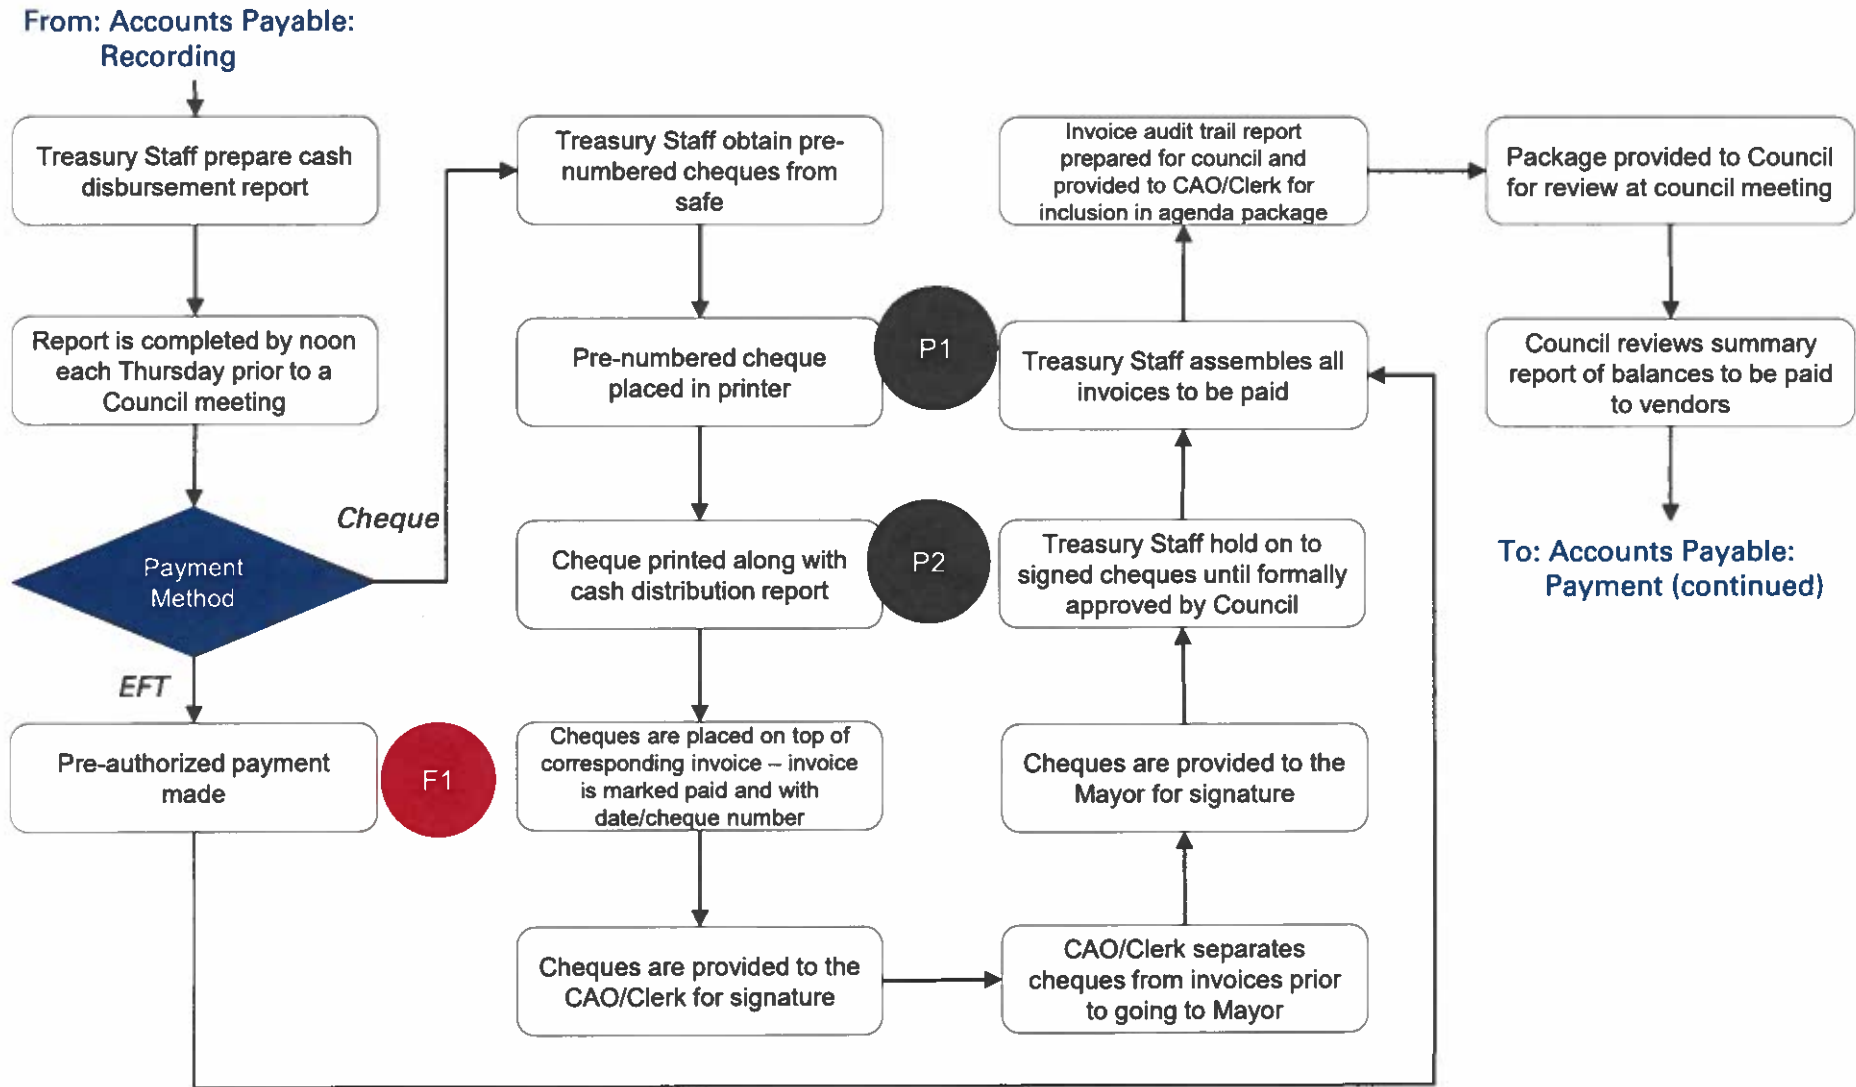 From: Accounts Payable:
Recording
Treasury Staff prepare cash
disbursement report
Report is completed by noon
each Thursday prior to a
Council meeting
Payment
Method
Cheque
EFT
Pre-authorized payment
made
F1
Treasury Staff obtain pre-
numbered cheques from
safe
Pre-numbered cheque
placed in printer
P1
Cheque printed along with
cash distribution report
P2
Cheques are placed on top of
corresponding invoice – invoice
is marked paid and with
date/cheque number
Cheques are provided to the
CAO/Clerk for signature
CAO/Clerk separates
cheques from invoices prior
to going to Mayor
Cheques are provided to the
Mayor for signature
Treasury Staff hold on to
signed cheques until formally
approved by Council
Treasury Staff assembles all
invoices to be paid
Invoice audit trail report
prepared for council and
provided to CAO/Clerk for
inclusion in agenda package
Package provided to Council
for review at council meeting
Council reviews summary
report of balances to be paid
to vendors
To: Accounts Payable:
Payment (continued)